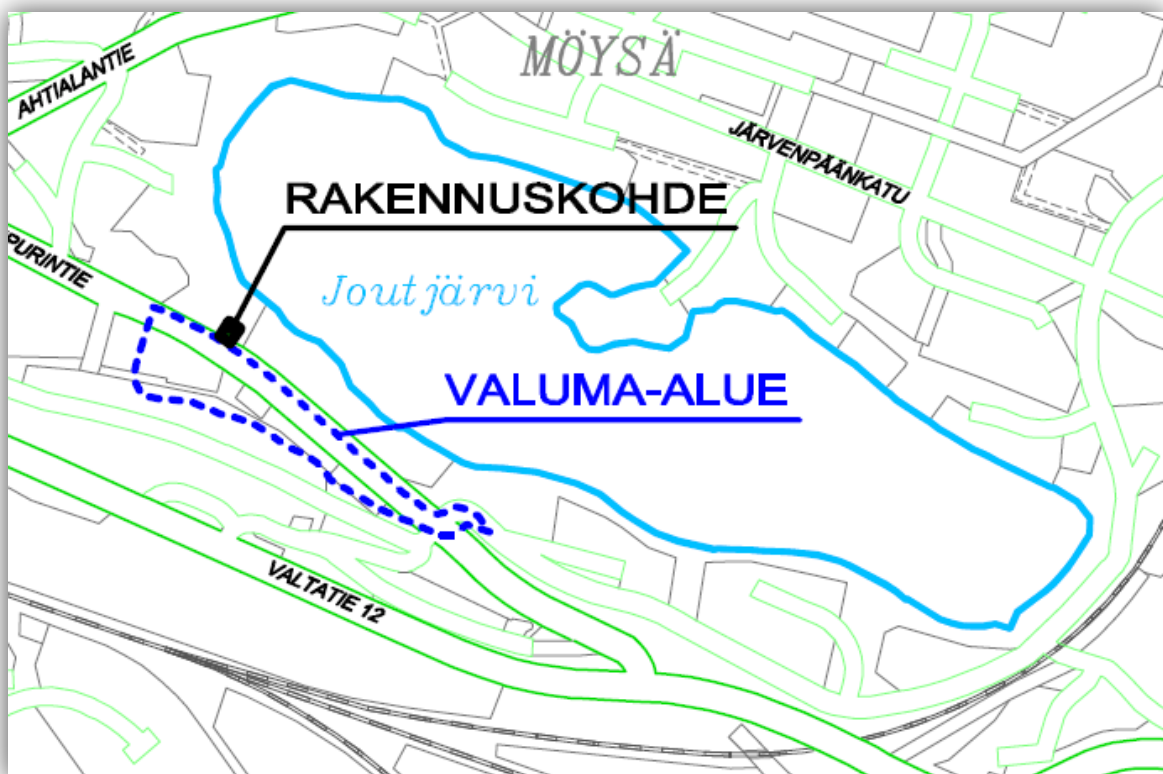 MÖYSÄ
AHTIALANTIE
JÄRVENPÄÄNKATU
RAKENNUSKOHDE
PURINTIE
Joutjärvi
VALUMA-ALUE
VALTATIE 12